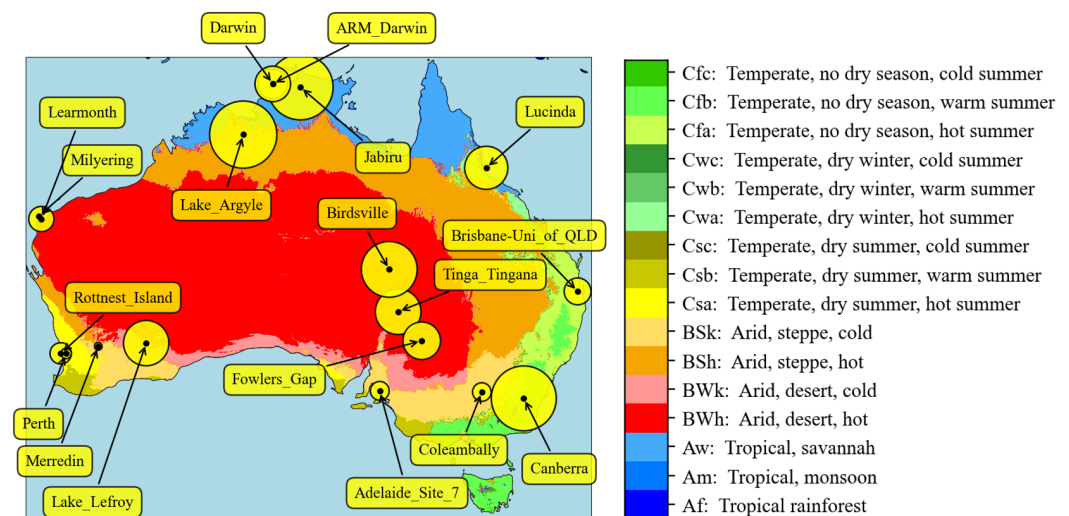 Darwin
ARM_Darwin
Learmonth
Milyering
Lucinda
Jabiru
Lake_Argyle
Birdsville
Brisbane-Uni_of_QLD
Tinga_Tingana
Rottnest_Island
Fowlers_Gap
Perth
Merredin
Coleambally
Canberra
Lake_Lefroy
Adelaide_Site_7
Cfc: Temperate, no dry season, cold summer
Cfb: Temperate, no dry season, warm summer
Cfa: Temperate, no dry season, hot summer
Cwc: Temperate, dry winter, cold summer
Cwb: Temperate, dry winter, warm summer
Cwa: Temperate, dry winter, hot summer
Csc: Temperate, dry summer, cold summer
Csb: Temperate, dry summer, warm summer
Csa: Temperate, dry summer, hot summer
BSk: Arid, steppe, cold
BSh: Arid, steppe, hot
BWk: Arid, desert, cold
BWh: Arid, desert, hot
Aw: Tropical, savannah
Am: Tropical, monsoon
Af: Tropical rainforest